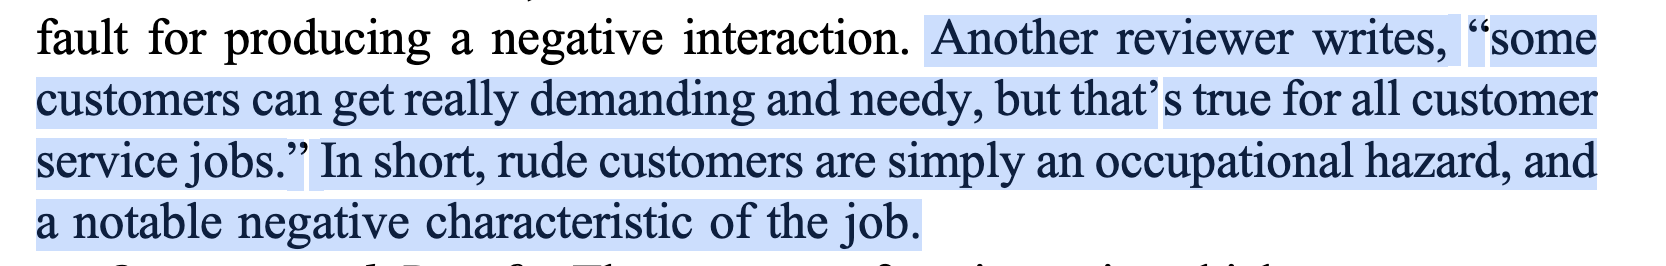 fault for producing a negative interaction. Another reviewer writes, “some
customers can get really demanding and needy, but that’s true for all customer
service jobs.” In short, rude customers are simply an occupational hazard, and
a notable negative characteristic of the job.